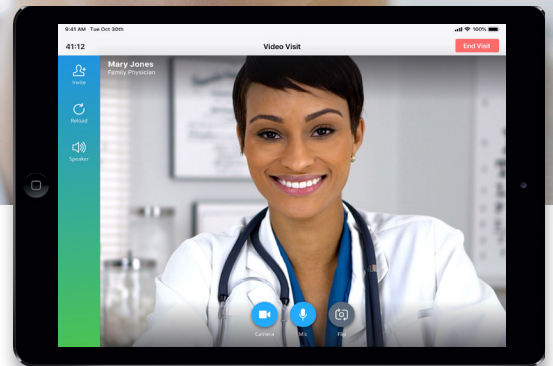 9:41 AM Tue Oct 30th
100%
41:12
Video Visit
End Visit
Mary Jones
Family Physician
Invite
Reload
Speaker
Camera
Mic
Flip